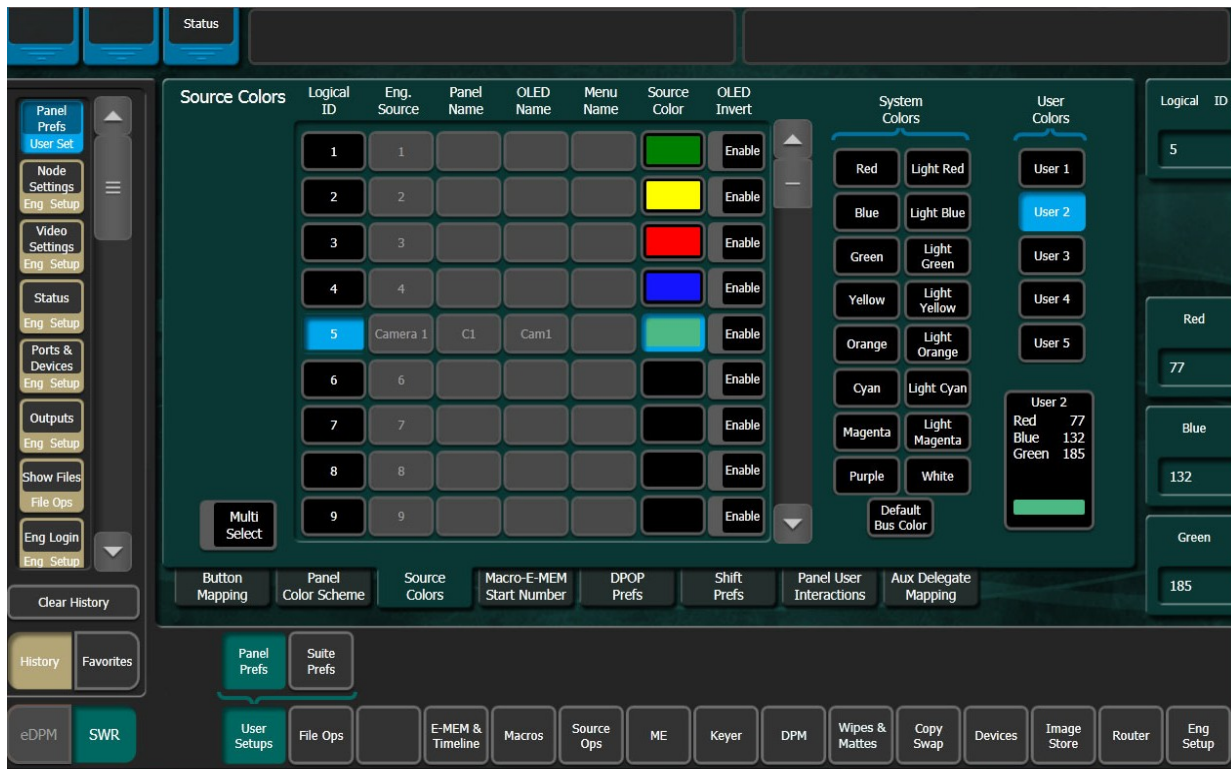 Status
Panel
Prefs
User Set
Node
Settings
Eng Setup
Video
Settings
Eng Setup
Status
Eng Setup
Ports &
Devices
Eng Setup
Outputs
Eng Setup
Show Files
File Ops
Eng Login
Eng Setup
Clear History
History Favorites
eDPM SWR
Source Colors
Logical
ID
Eng.
Source
Panel
Name
OLED
Name
Menu
Name
Source
Color
OLED
Invert
1 1 Enable
2 2 Enable
3 3 Enable
4 4 Enable
5 Camera 1 C1 Cam1 Enable
6 6 Enable
7 7 Enable
8 8 Enable
9 9 Enable
Multi
Select
System
Colors
Red Light Red
Blue Light Blue
Green Light
Green
Yellow Light
Yellow
Orange Light
Orange
Cyan Light Cyan
Magenta Light
Magenta
Purple White
Default
Bus Color
User
Colors
User 1
User 2
User 3
User 4
User 5
User 2
Red 77
Blue 132
Green 185
Logical ID
5
Red
77
Blue
132
Green
185
Button
Mapping
Panel
Color Scheme
Source
Colors
Macro-E-MEM
Start Number
DPOP
Prefs
Shift
Prefs
Panel User
Interactions
Aux Delegate
Mapping
Panel
Prefs
Suite
Prefs
User
Setups
File Ops
E-MEM &
Timeline
Macros
Source
Ops
ME
Keyer
DPM
Wipes &
Mattes
Copy
Swap
Devices
Image
Store
Router
Eng
Setup